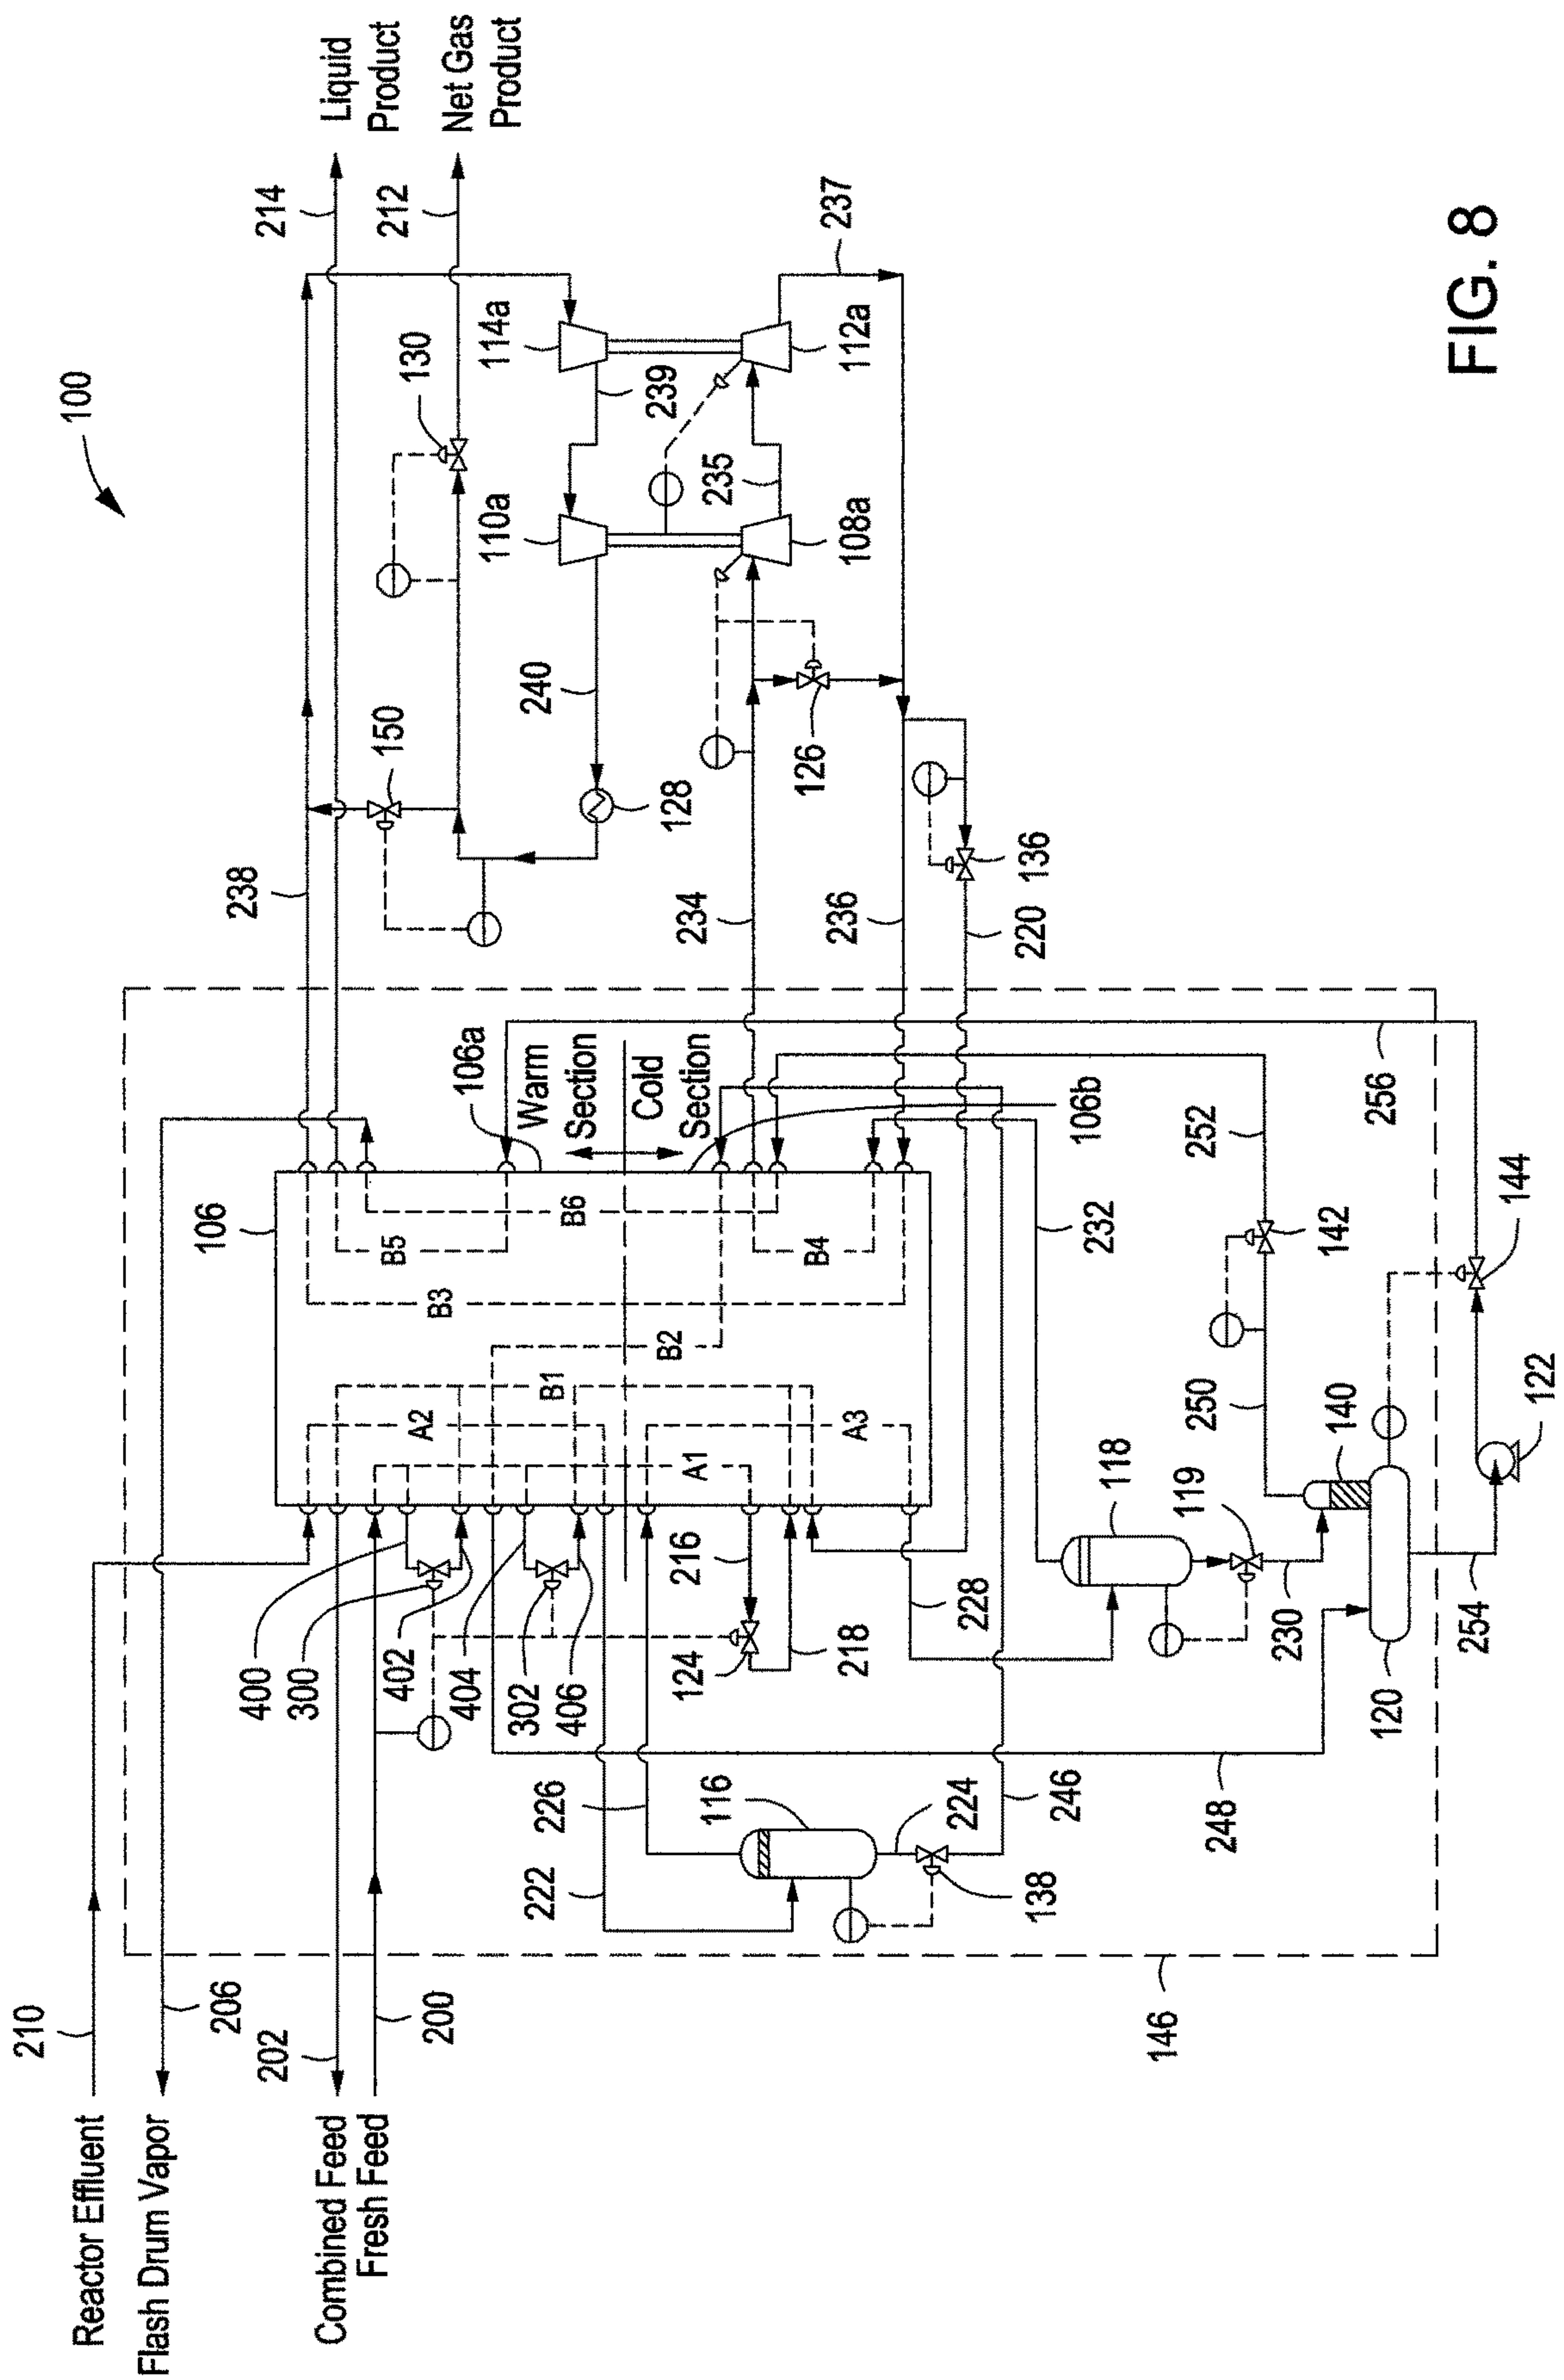 FIG. 8
100
Reactor Effluent
210
Flash Drum Vapor
206
Combined Feed
202
Fresh Feed
200
Liquid
Product
214
Net Gas
Product
212
238
150
130
110a
114a
239
240
128
235
237
108a
112a
126
234
236
136
220
106
106a
Warm
Section
Cold
Section
106b
B5
B6
B3
B4
B2
B1
A2
A1
A3
400
300
402
404
302
406
216
124
218
228
226
222
116
224
138
246
248
118
119
230
232
250
252
142
140
120
254
122
144
256
146